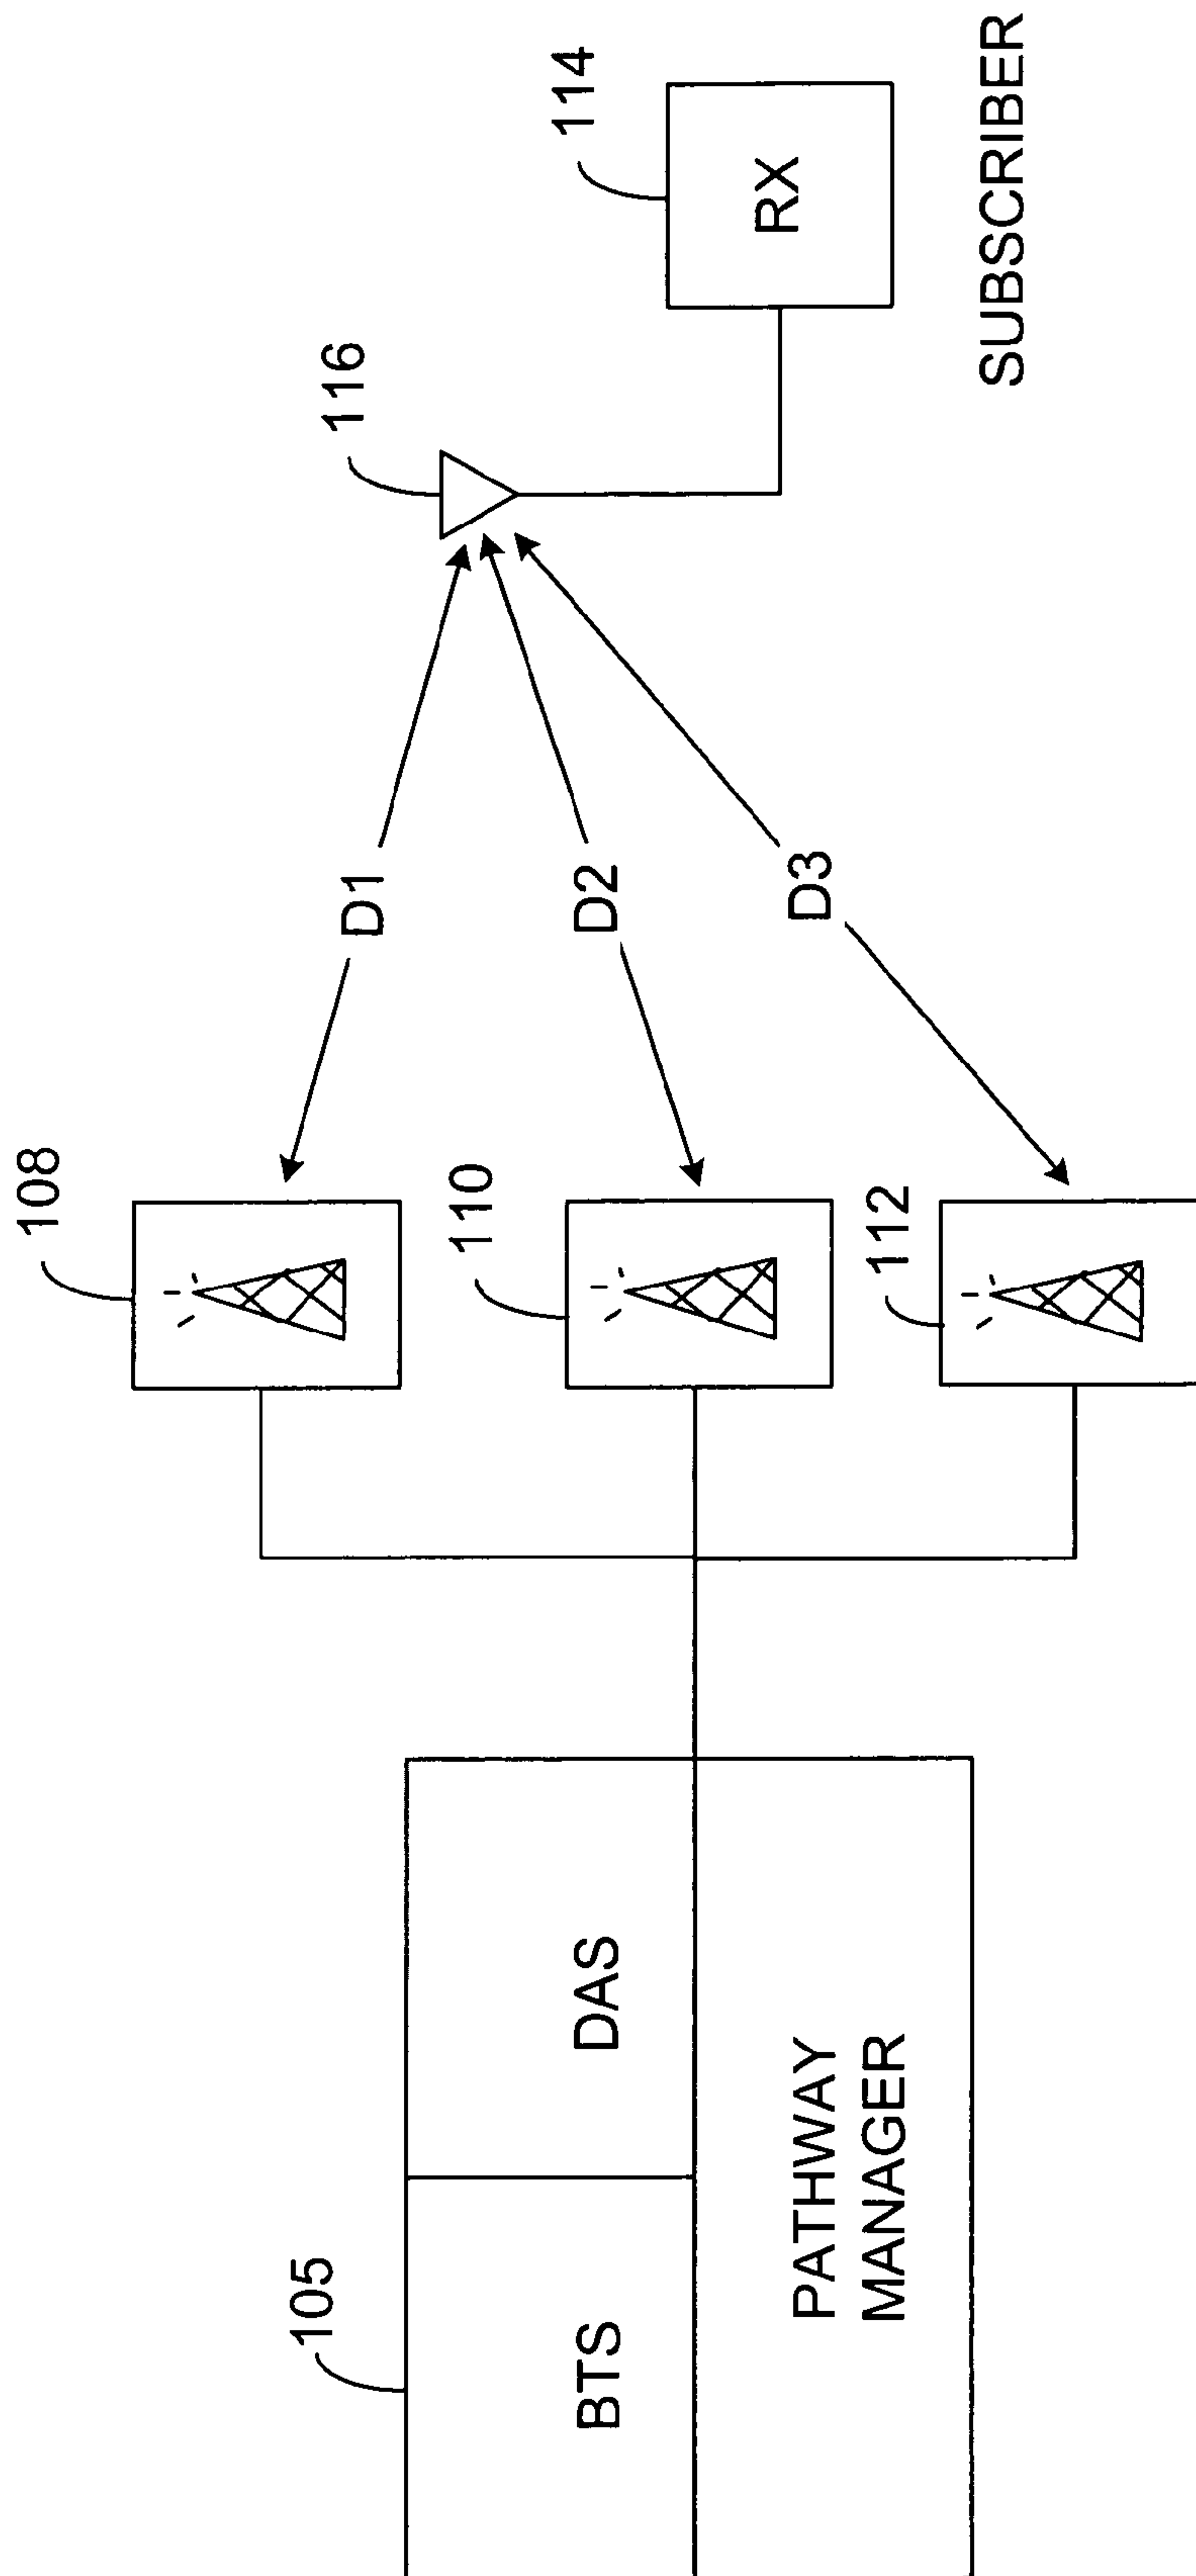 105
BTS
DAS
PATHWAY
MANAGER
108
110
112
D1
D2
D3
116
114
RX
SUBSCRIBER